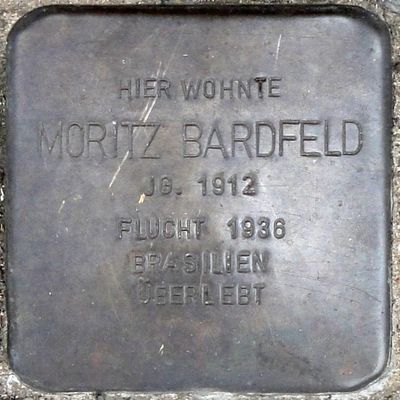 HIER WOHNTE
MORITZ BARDFELD
JG. 1912
FLUCHT 1936
BRASILIEN
ÜBERLEBT